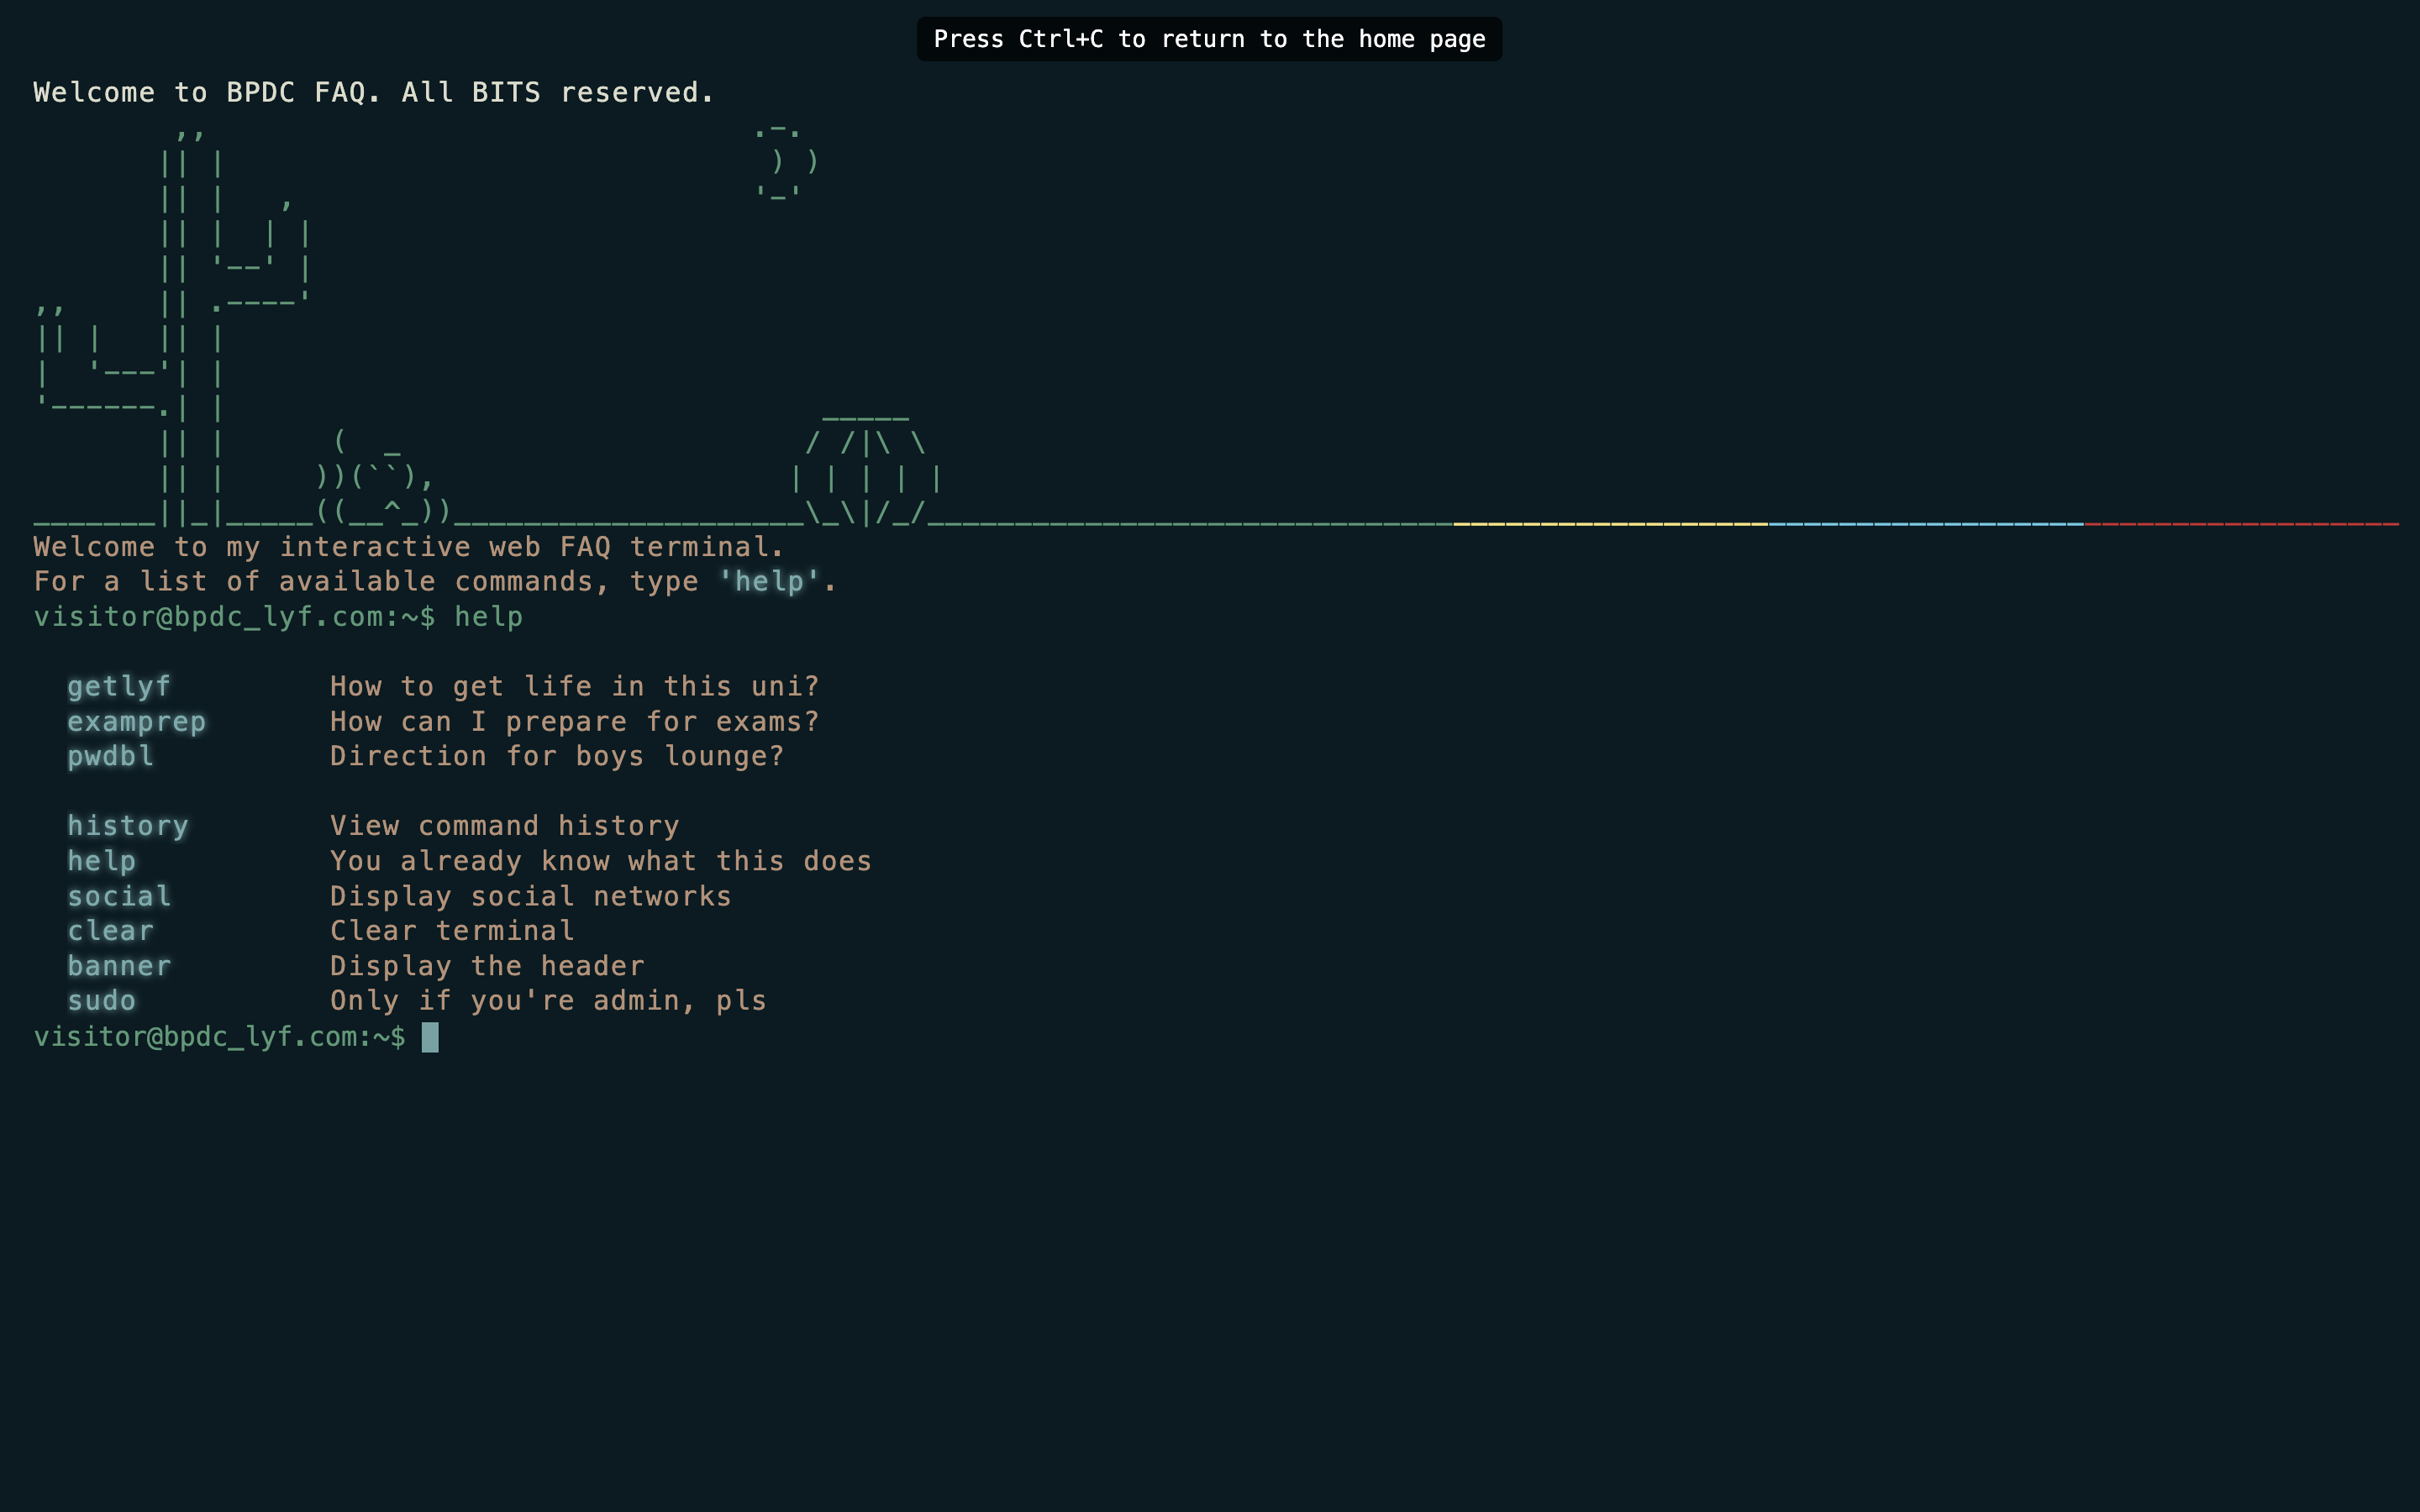 Press Ctrl+C to return to the home page
Welcome to BPDC FAQ. All BITS reserved.
Welcome to my interactive web FAQ terminal.
For a list of available commands, type 'help'.
visitor@bpdc_lyf.com:~$ help
getlyf How to get life in this uni?
examprep How can I prepare for exams?
pwdbl Direction for boys lounge?
history View command history
help You already know what this does
social Display social networks
clear Clear terminal
banner Display the header
sudo Only if you're admin, pls
visitor@bpdc_lyf.com:~$